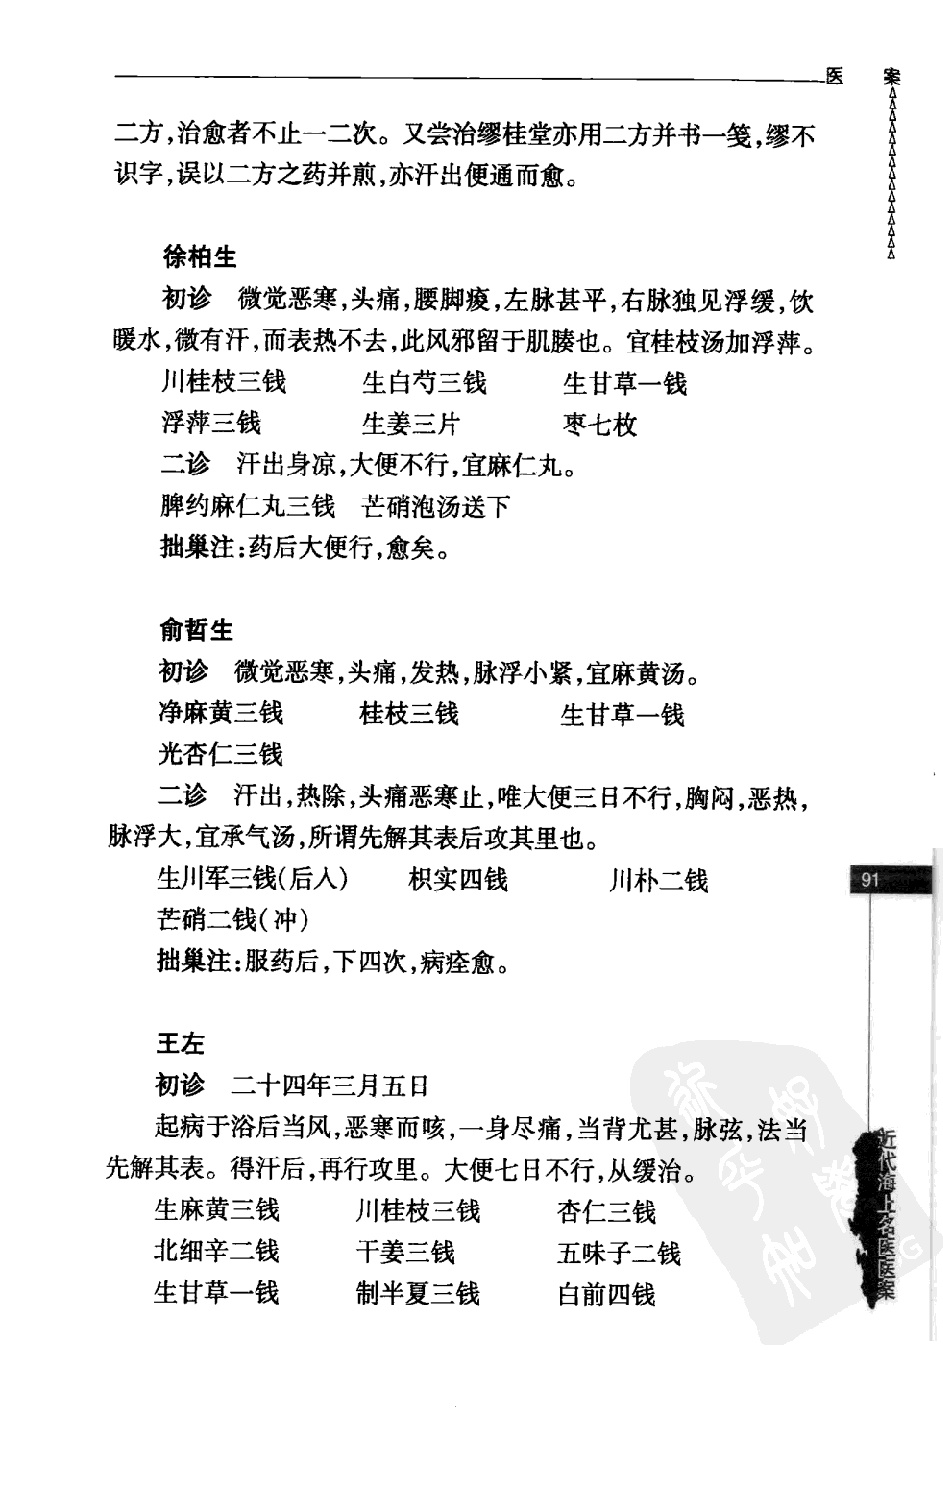 医 案
二方,治愈者不止一二次。又尝治缪桂堂亦用二方并书一笺,缪不
识字,误以二方之药并煎,亦汗出便通而愈。
徐柏生
初诊 微觉恶寒,头痛,腰脚痠,左脉甚平,右脉独见浮缓,饮
暖水,微有汗,而表热不去,此风邪留于肌腠也。宜桂枝汤加浮萍。
川桂枝三钱 生白芍三钱 生甘草一钱
浮萍三钱 生姜三片 枣七枚
二诊 汗出身凉,大便不行,宜麻仁丸。
脾约麻仁丸三钱 芒硝泡汤送下
拙巢注:药后大便行,愈矣。
俞哲生
初诊 微觉恶寒,头痛,发热,脉浮小紧,宜麻黄汤。
净麻黄三钱 桂枝三钱 生甘草一钱
光杏仁三钱
二诊 汗出,热除,头痛恶寒止,唯大便三日不行,胸闷,恶热,
脉浮大,宜承气汤,所谓先解其表后攻其里也。
生川军三钱(后入) 枳实四钱 川朴二钱
芒硝二钱(冲)
拙巢注:服药后,下四次,病痊愈。
王左
初诊 二十四年三月五日
起病于浴后当风,恶寒而咳,一身尽痛,当背尤甚,脉弦,法当
先解其表。得汗后,再行攻里。大便七日不行,从缓治。
生麻黄三钱 川桂枝三钱 杏仁三钱
北细辛二钱 干姜三钱 五味子二钱
生甘草一钱 制半夏三钱 白前四钱
91
近代海上名医医案